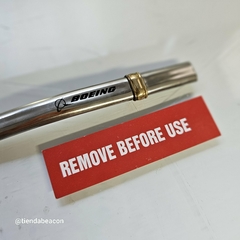 BOEING
REMOVE BEFORE USE
@tiendabeacon